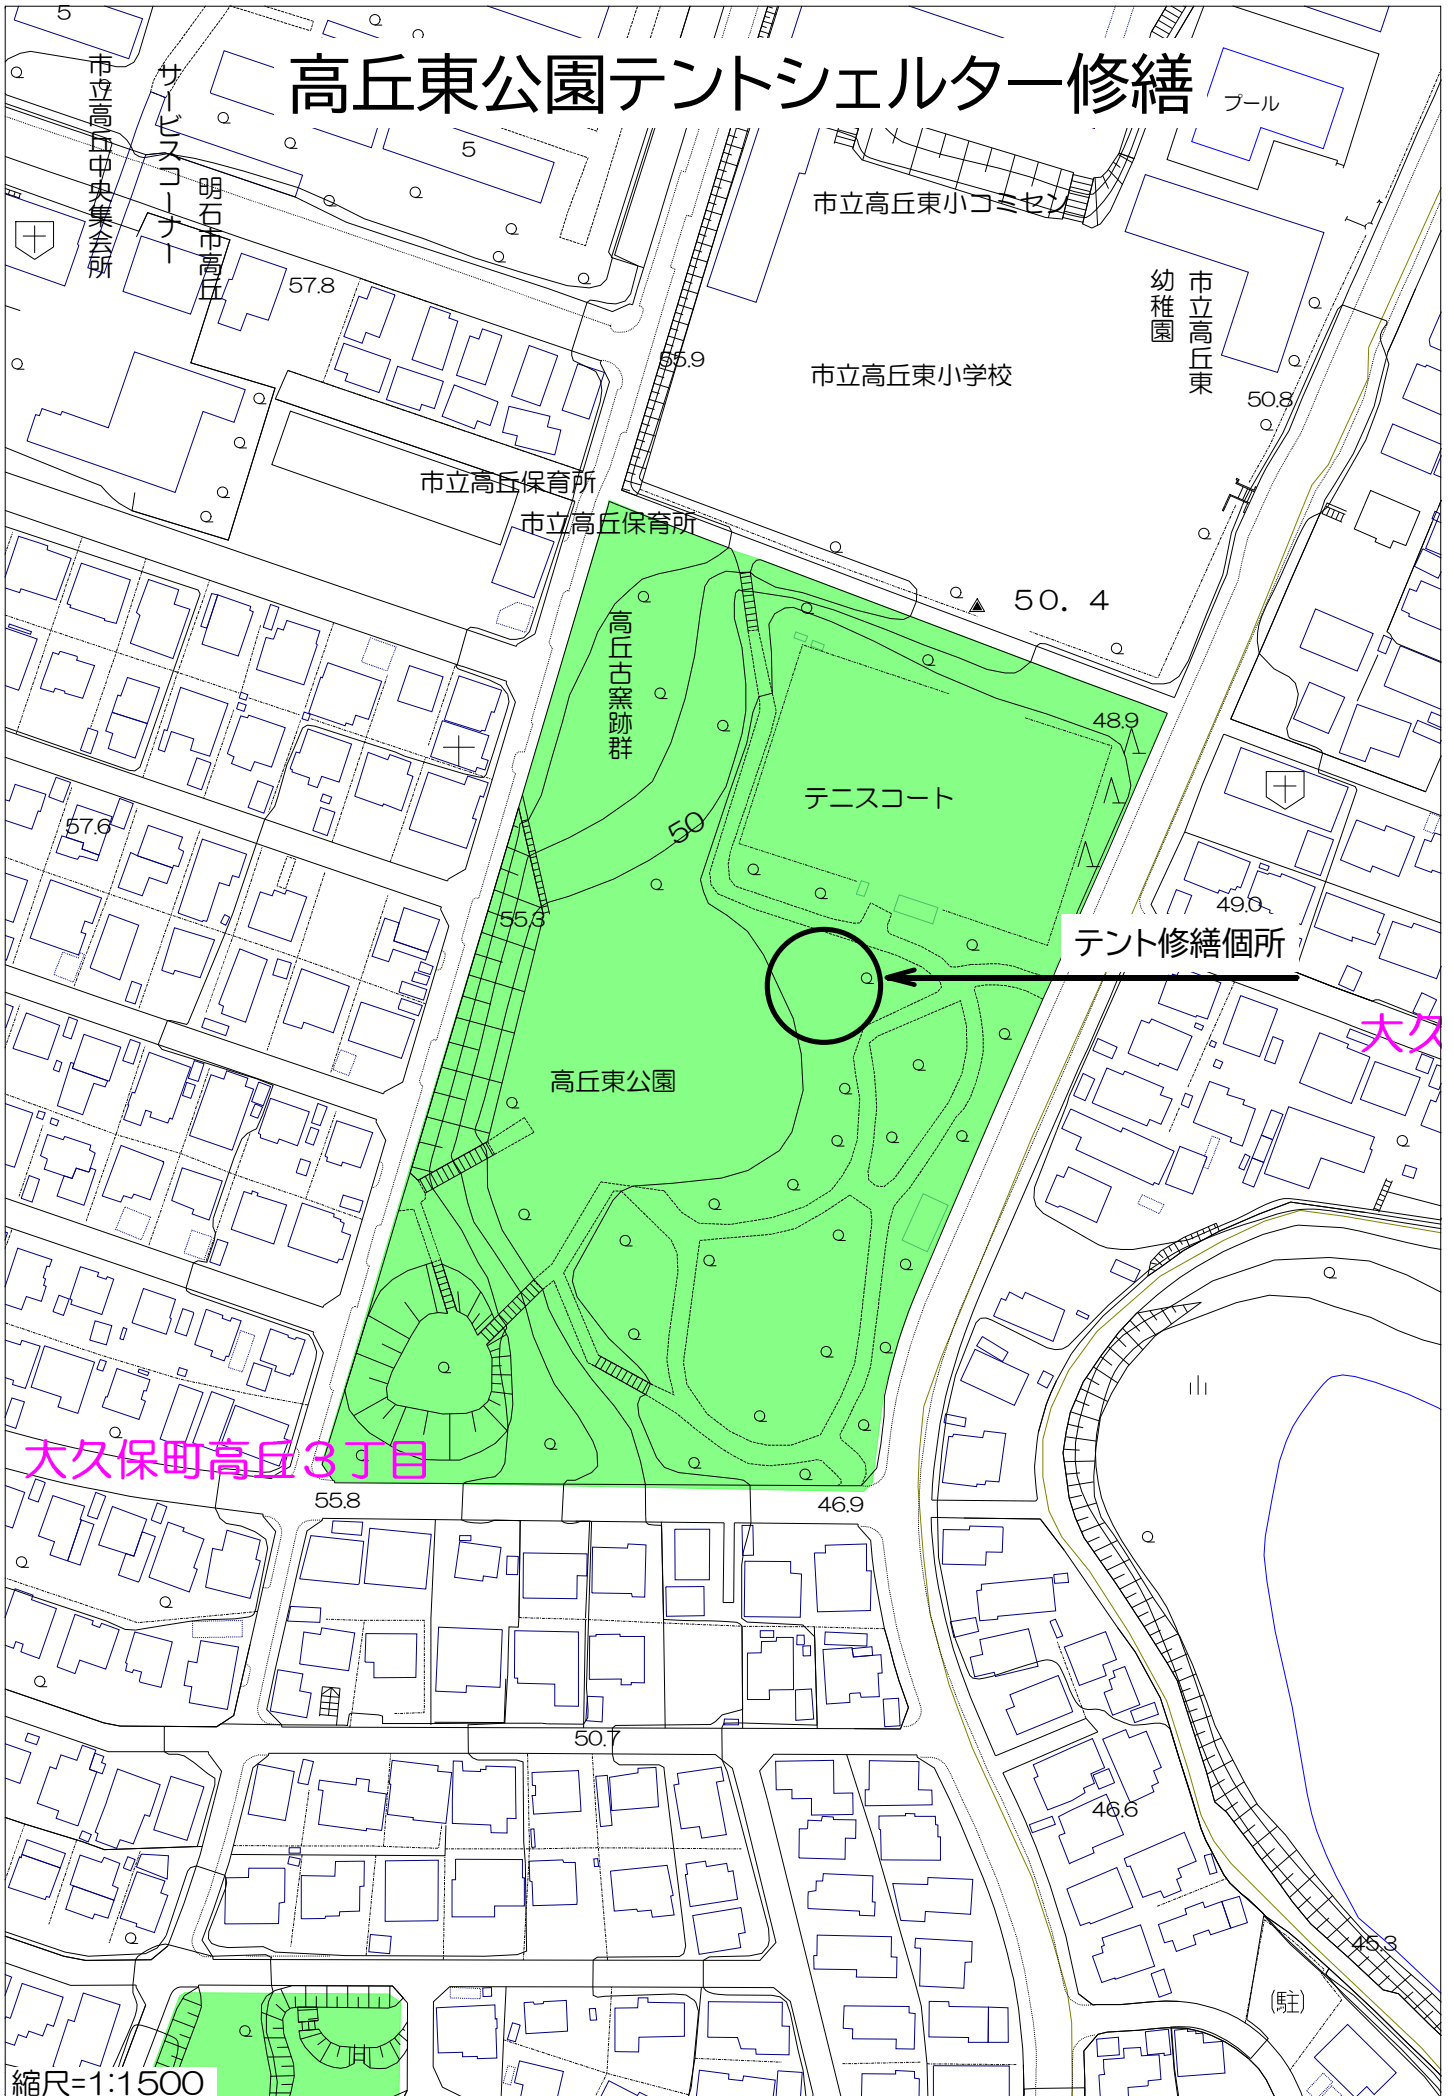 高丘東公園テントシェルター修繕
5
5
市立高丘中央集会所
サービスコーナー
明石市高丘
プール
市立高丘東小コミセン
57.8
55.9
幼稚園
市立高丘東
市立高丘東小学校
50.8
市立高丘保育所
市立高丘保育所
50.4
高丘古窯跡群
48.9
テニスコート
50
57.6
55.3
49.0
テント修繕個所
大久
高丘東公園
大久保町高丘3丁目
55.8
46.9
50.7
46.6
45.3
(駐)
縮尺=1:1500